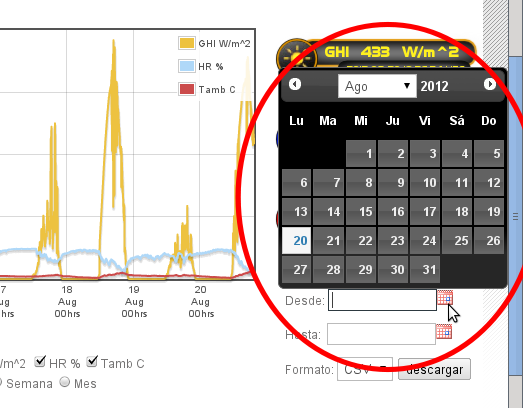 GHI W/m^2
HR %
Tamb C
18
19
20
Aug
Aug
Aug
Aug
00hrs
00hrs
00hrs
W/m^2 HR % Tamb C
Semana Mes
GHI 433 W/m^2
Ago 2012
Lu Ma Mi Ju Vi Sá Do
1 2 3 4 5
6 7 8 9 10 11 12
13 14 15 16 17 18 19
20 21 22 23 24 25 26
27 28 29 30 31
Desde:
Hasta:
Formato: CSV descargar